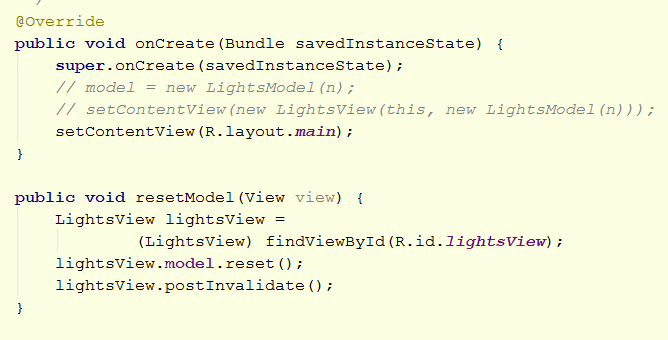 /
@Override
public void onCreate(Bundle savedInstanceState) {
    super.onCreate(savedInstanceState);
    // model = new LightsModel(n);
    // setContentView(new LightsView(this, new LightsModel(n)));
    setContentView(R.layout.main);
}

public void resetModel(View view) {
    LightsView lightsView =
            (LightsView) findViewById(R.id.lightsView);
    lightsView.model.reset();
    lightsView.postInvalidate();
}